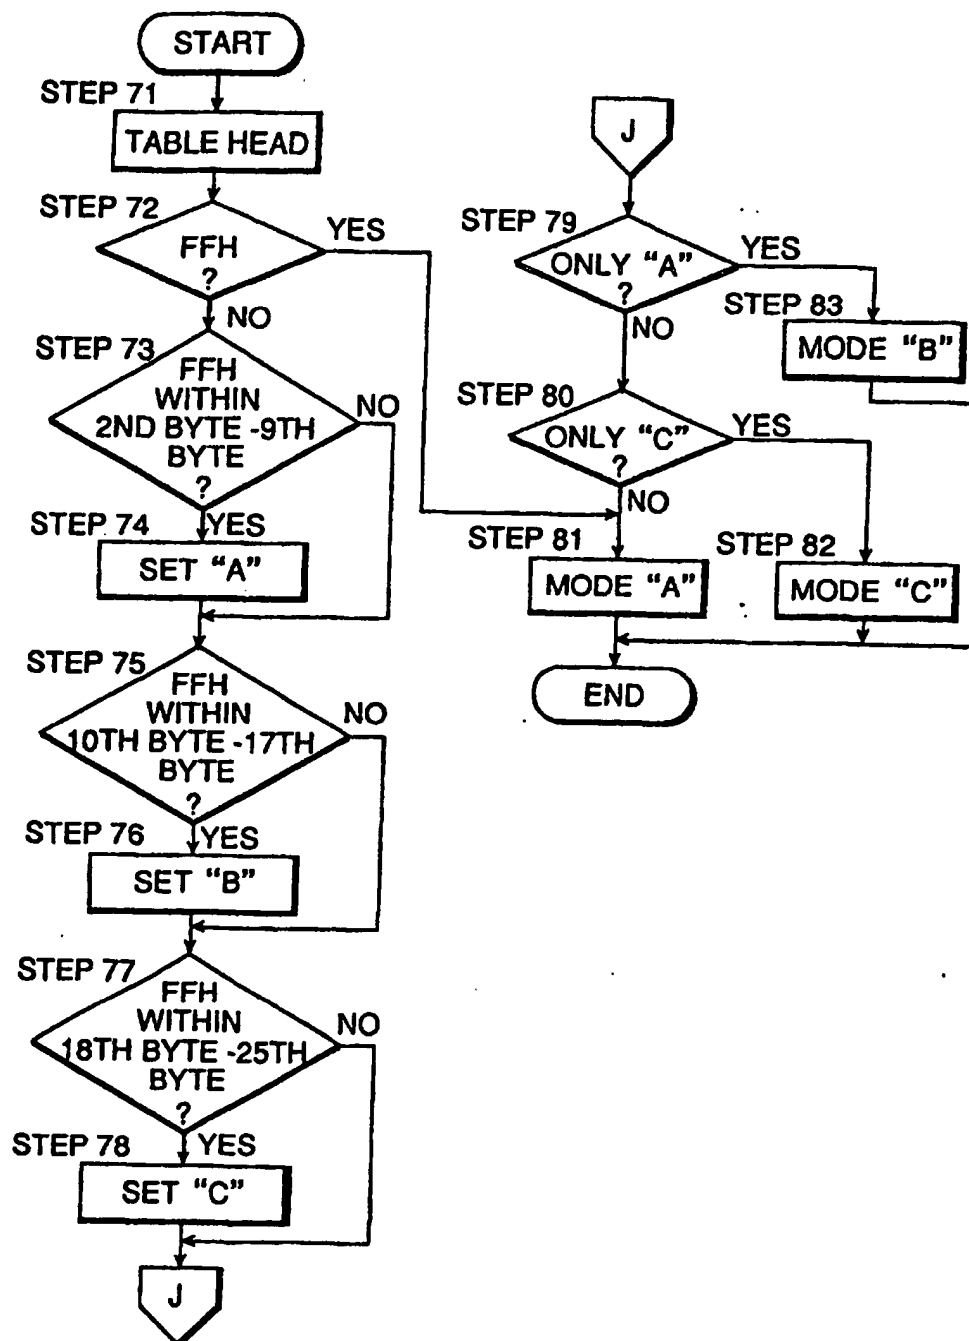 START
STEP 71
TABLE HEAD
STEP 72
FFH
?
YES
NO
STEP 73
FFH
WITHIN
2ND BYTE -9TH
BYTE
?
NO
YES
STEP 74
SET "A"
STEP 75
FFH
WITHIN
10TH BYTE -17TH
BYTE
?
NO
YES
STEP 76
SET "B"
STEP 77
FFH
WITHIN
18TH BYTE -25TH
BYTE
?
NO
YES
STEP 78
SET "C"
J
J
STEP 79
ONLY "A"
?
YES
NO
STEP 83
MODE "B"
STEP 80
ONLY "C"
?
YES
NO
STEP 81
MODE "A"
STEP 82
MODE "C"
END